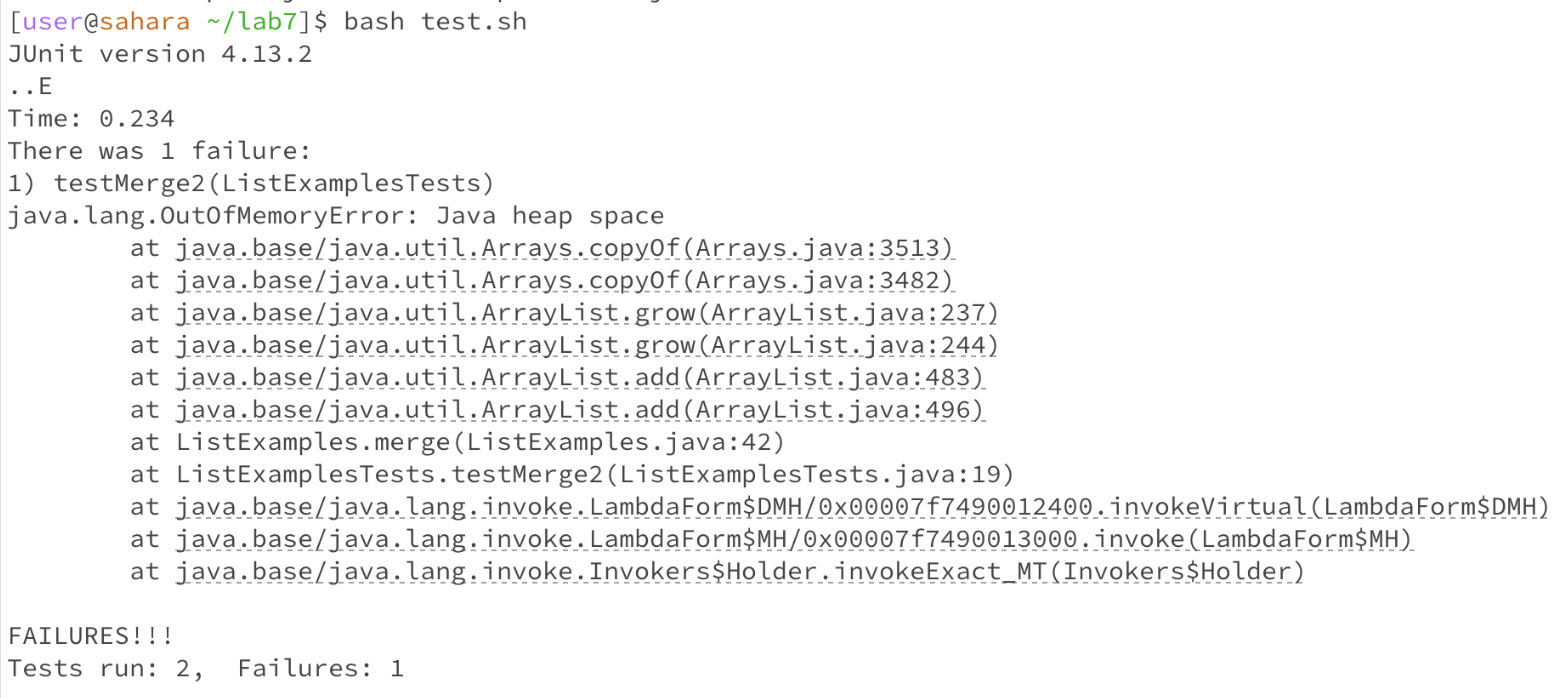 [user@sahara ~/lab7]$ bash test.sh
JUnit version 4.13.2
..E
Time: 0.234
There was 1 failure:
1) testMerge2(ListExamplesTests)
java.lang.OutOfMemoryError: Java heap space
        at java.base/java.util.Arrays.copyOf(Arrays.java:3513)
        at java.base/java.util.Arrays.copyOf(Arrays.java:3482)
        at java.base/java.util.ArrayList.grow(ArrayList.java:237)
        at java.base/java.util.ArrayList.grow(ArrayList.java:244)
        at java.base/java.util.ArrayList.add(ArrayList.java:483)
        at java.base/java.util.ArrayList.add(ArrayList.java:496)
        at ListExamples.merge(ListExamples.java:42)
        at ListExamplesTests.testMerge2(ListExamplesTests.java:19)
        at java.base/java.lang.invoke.LambdaForm$DMH/0x00007f7490012400.invokeVirtual(LambdaForm$DMH)
        at java.base/java.lang.invoke.LambdaForm$MH/0x00007f7490013000.invoke(LambdaForm$MH)
        at java.base/java.lang.invoke.Invokers$Holder.invokeExact_MT(Invokers$Holder)

FAILURES!!!
Tests run: 2,  Failures: 1